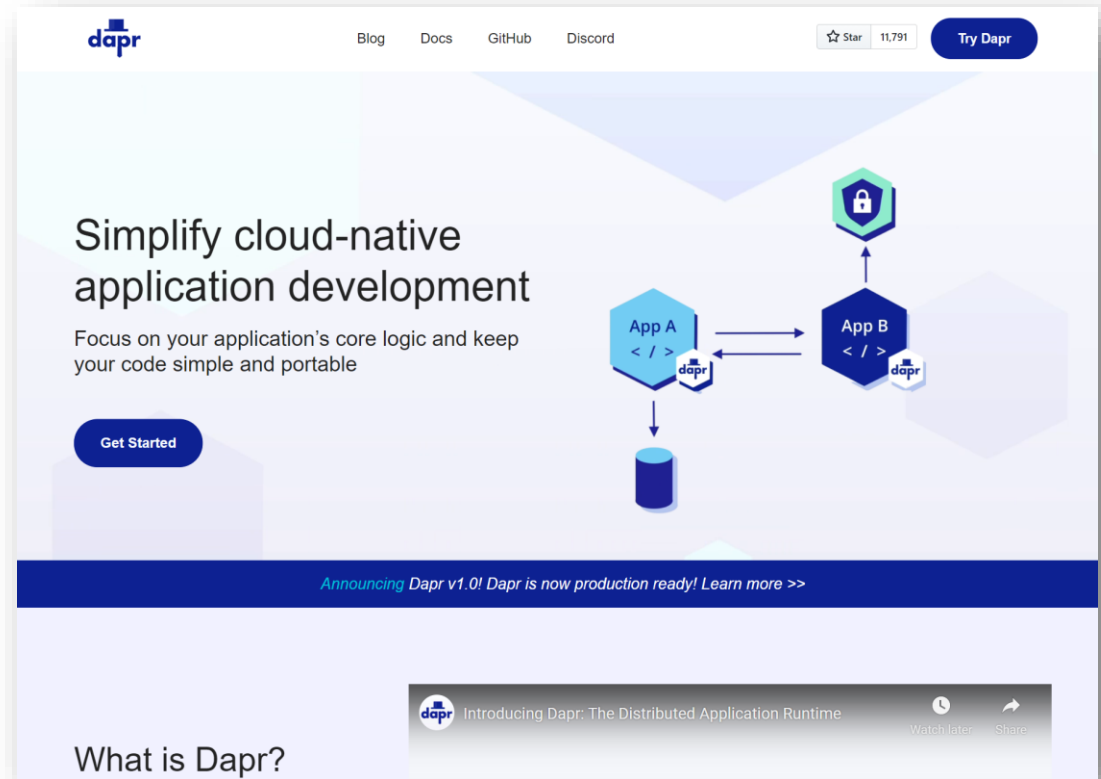 dapr
Blog Docs GitHub Discord
Star 11,791
Try Dapr
Simplify cloud-native
application development
Focus on your application’s core logic and keep
your code simple and portable
Get Started
App A
< / >
dapr
App B
< / >
dapr
Announcing Dapr v1.0! Dapr is now production ready! Learn more >>
What is Dapr?
dapr
Introducing Dapr: The Distributed Application Runtime
Watch later
Share